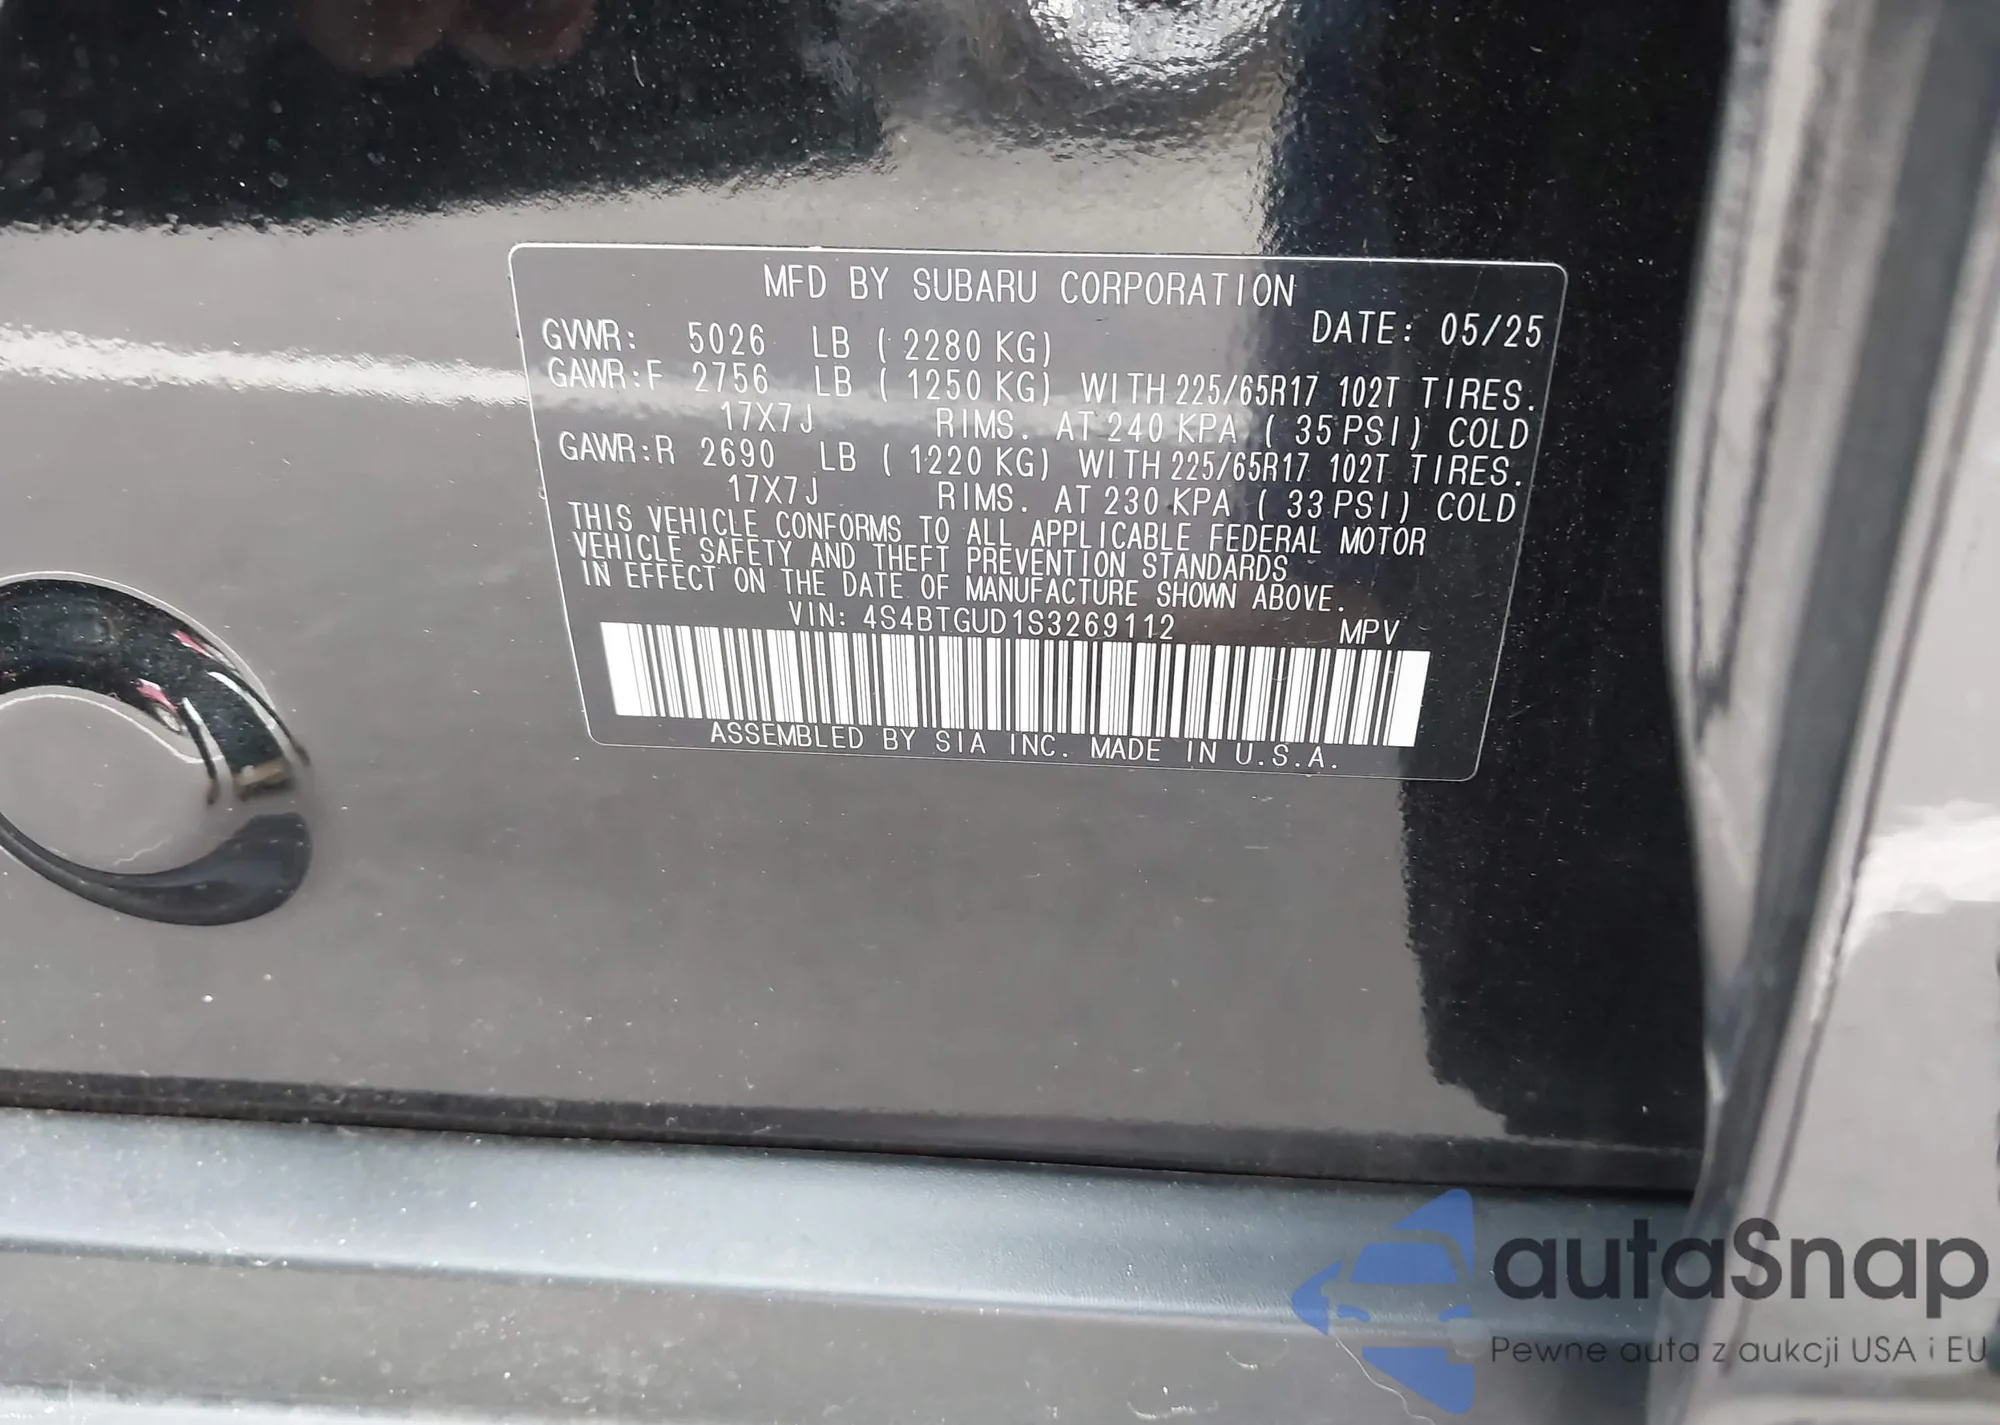 MFD BY SUBARU CORPORATION
GVWR: 5026 LB ( 2280 KG) DATE: 05/25
GAWR:F 2756 LB ( 1250 KG) WITH 225/65R17 102T TIRES.
17X7J RIMS. AT 240 KPA ( 35 PSI) COLD
GAWR:R 2690 LB ( 1220 KG) WITH 225/65R17 102T TIRES.
17X7J RIMS. AT 230 KPA ( 33 PSI) COLD
THIS VEHICLE CONFORMS TO ALL APPLICABLE FEDERAL MOTOR
VEHICLE SAFETY AND THEFT PREVENTION STANDARDS
IN EFFECT ON THE DATE OF MANUFACTURE SHOWN ABOVE.
VIN: 4S4BTGUD1S3269112 MPV
ASSEMBLED BY SIA INC. MADE IN U.S.A.
autaSnap
Pewne auta z aukcji USA i EU